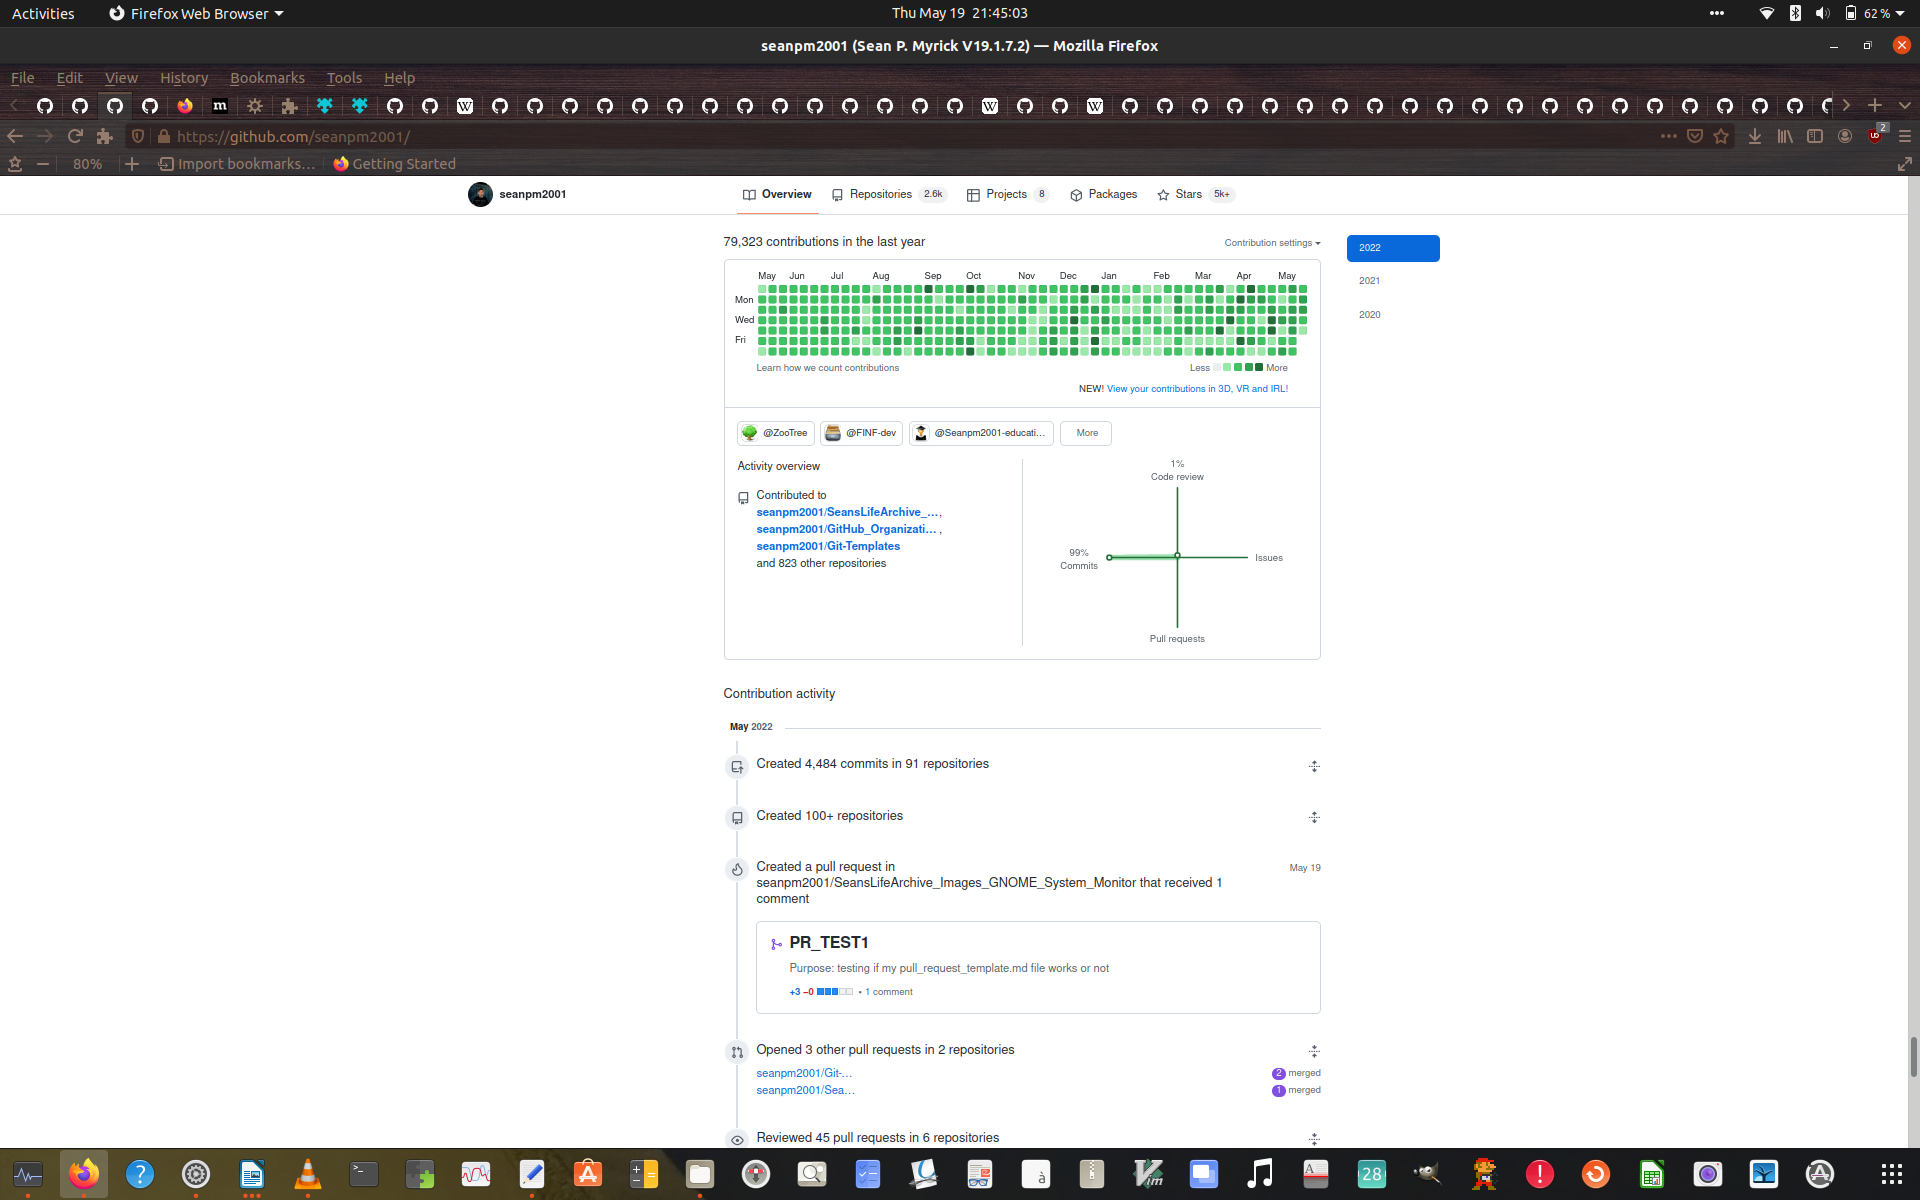 Activities
Firefox Web Browser
Thu May 19 21:45:03
62 %
seanpm2001 (Sean P. Myrick V19.1.7.2) — Mozilla Firefox
File Edit View History Bookmarks Tools Help
https://github.com/seanpm2001/
2
80%
Import bookmarks...
Getting Started
seanpm2001
Overview
Repositories 2.6k
Projects 8
Packages
Stars 5k+
79,323 contributions in the last year
Contribution settings
2022
2021
2020
May Jun Jul Aug Sep Oct Nov Dec Jan Feb Mar Apr May
Mon
Wed
Fri
Learn how we count contributions
Less More
NEW! View your contributions in 3D, VR and IRL!
@ZooTree
@FINF-dev
@Seanpm2001-educati...
More
Activity overview
Contributed to
seanpm2001/SeansLifeArchive_... ,
seanpm2001/GitHub_Organizati... ,
seanpm2001/Git-Templates
and 823 other repositories
1%
Code review
99%
Commits
Issues
Pull requests
Contribution activity
May 2022
Created 4,484 commits in 91 repositories
Created 100+ repositories
Created a pull request in
May 19
seanpm2001/SeansLifeArchive_Images_GNOME_System_Monitor that received 1
comment
PR_TEST1
Purpose: testing if my pull_request_template.md file works or not
+3 −0 • 1 comment
Opened 3 other pull requests in 2 repositories
seanpm2001/Git-...
2 merged
seanpm2001/Sea...
1 merged
Reviewed 45 pull requests in 6 repositories
28